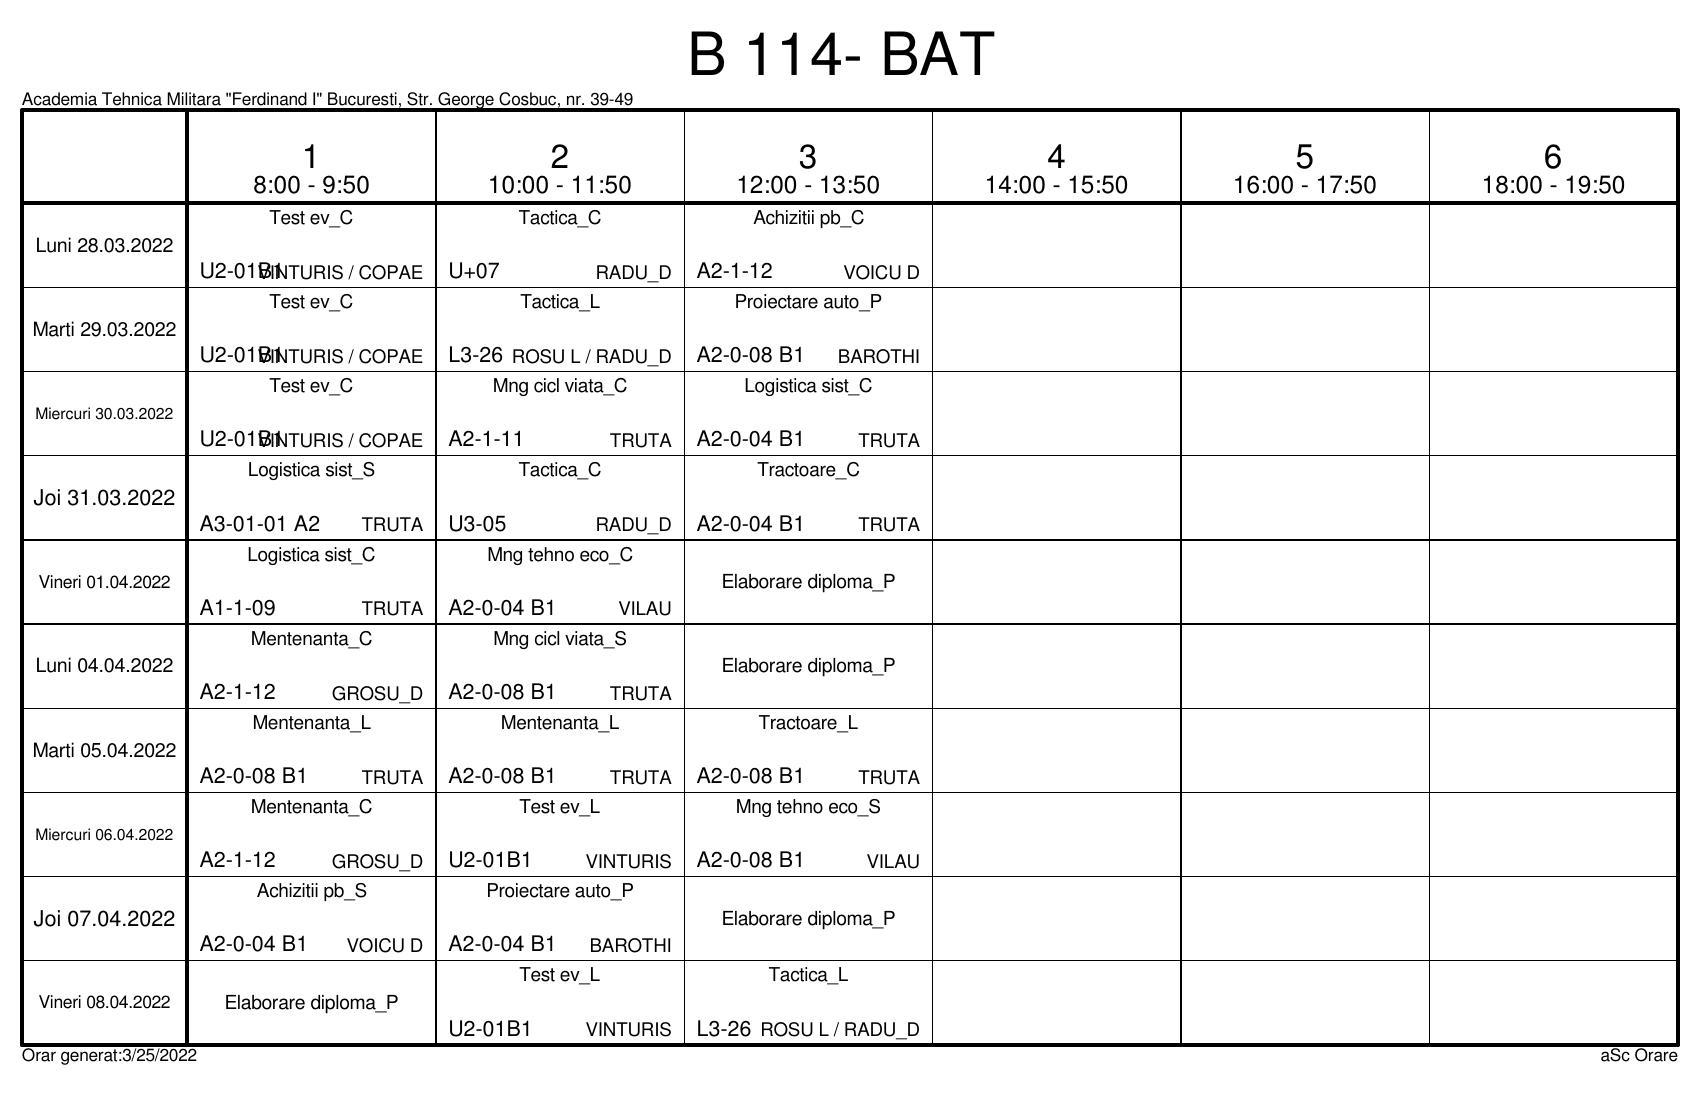 B 114- BAT
Academia Tehnica Militara "Ferdinand I" Bucuresti, Str. George Cosbuc, nr. 39-49
1 2 3 4 5 6
8:00 - 9:50 10:00 - 11:50 12:00 - 13:50 14:00 - 15:50 16:00 - 17:50 18:00 - 19:50
Test ev_C Tactica_C Achizitii pb_C
Luni 28.03.2022
U2-01B1 VINTURIS / COPAE U+07 RADU_D A2-1-12 VOICU D
Test ev_C Tactica_L Proiectare auto_P
Marti 29.03.2022
U2-01B1 VINTURIS / COPAE L3-26 ROSU L / RADU_D A2-0-08 B1 BAROTHI
Test ev_C Mng cicl viata_C Logistica sist_C
Miercuri 30.03.2022
U2-01B1 VINTURIS / COPAE A2-1-11 TRUTA A2-0-04 B1 TRUTA
Logistica sist_S Tactica_C Tractoare_C
Joi 31.03.2022
A3-01-01 A2 TRUTA U3-05 RADU_D A2-0-04 B1 TRUTA
Logistica sist_C Mng tehno eco_C
Vineri 01.04.2022 Elaborare diploma_P
A1-1-09 TRUTA A2-0-04 B1 VILAU
Mentenanta_C Mng cicl viata_S
Luni 04.04.2022 Elaborare diploma_P
A2-1-12 GROSU_D A2-0-08 B1 TRUTA
Mentenanta_L Mentenanta_L Tractoare_L
Marti 05.04.2022
A2-0-08 B1 TRUTA A2-0-08 B1 TRUTA A2-0-08 B1 TRUTA
Mentenanta_C Test ev_L Mng tehno eco_S
Miercuri 06.04.2022
A2-1-12 GROSU_D U2-01B1 VINTURIS A2-0-08 B1 VILAU
Achizitii pb_S Proiectare auto_P
Joi 07.04.2022 Elaborare diploma_P
A2-0-04 B1 VOICU D A2-0-04 B1 BAROTHI
Test ev_L Tactica_L
Vineri 08.04.2022 Elaborare diploma_P
U2-01B1 VINTURIS L3-26 ROSU L / RADU_D
Orar generat:3/25/2022 aSc Orare